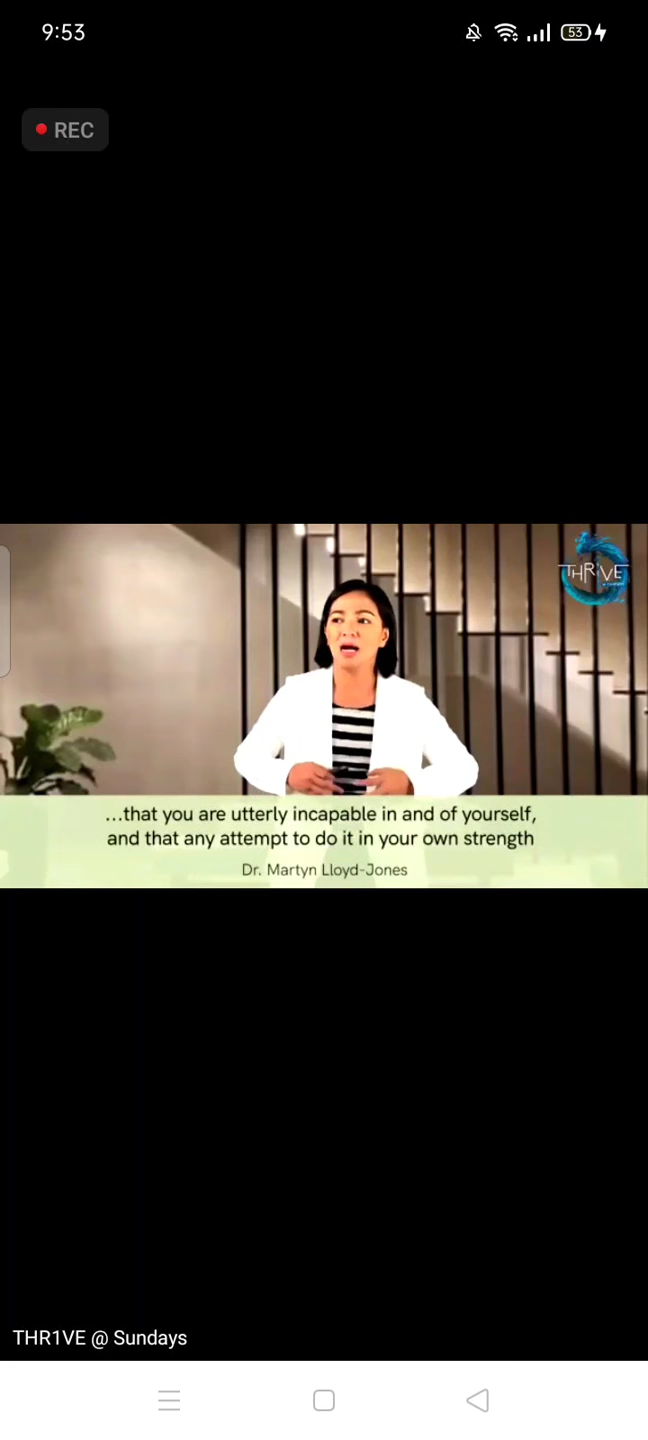 9:53
53
REC
THRIVE
...that you are utterly incapable in and of yourself,
and that any attempt to do it in your own strength
Dr. Martyn Lloyd-Jones
THR1VE @ Sundays